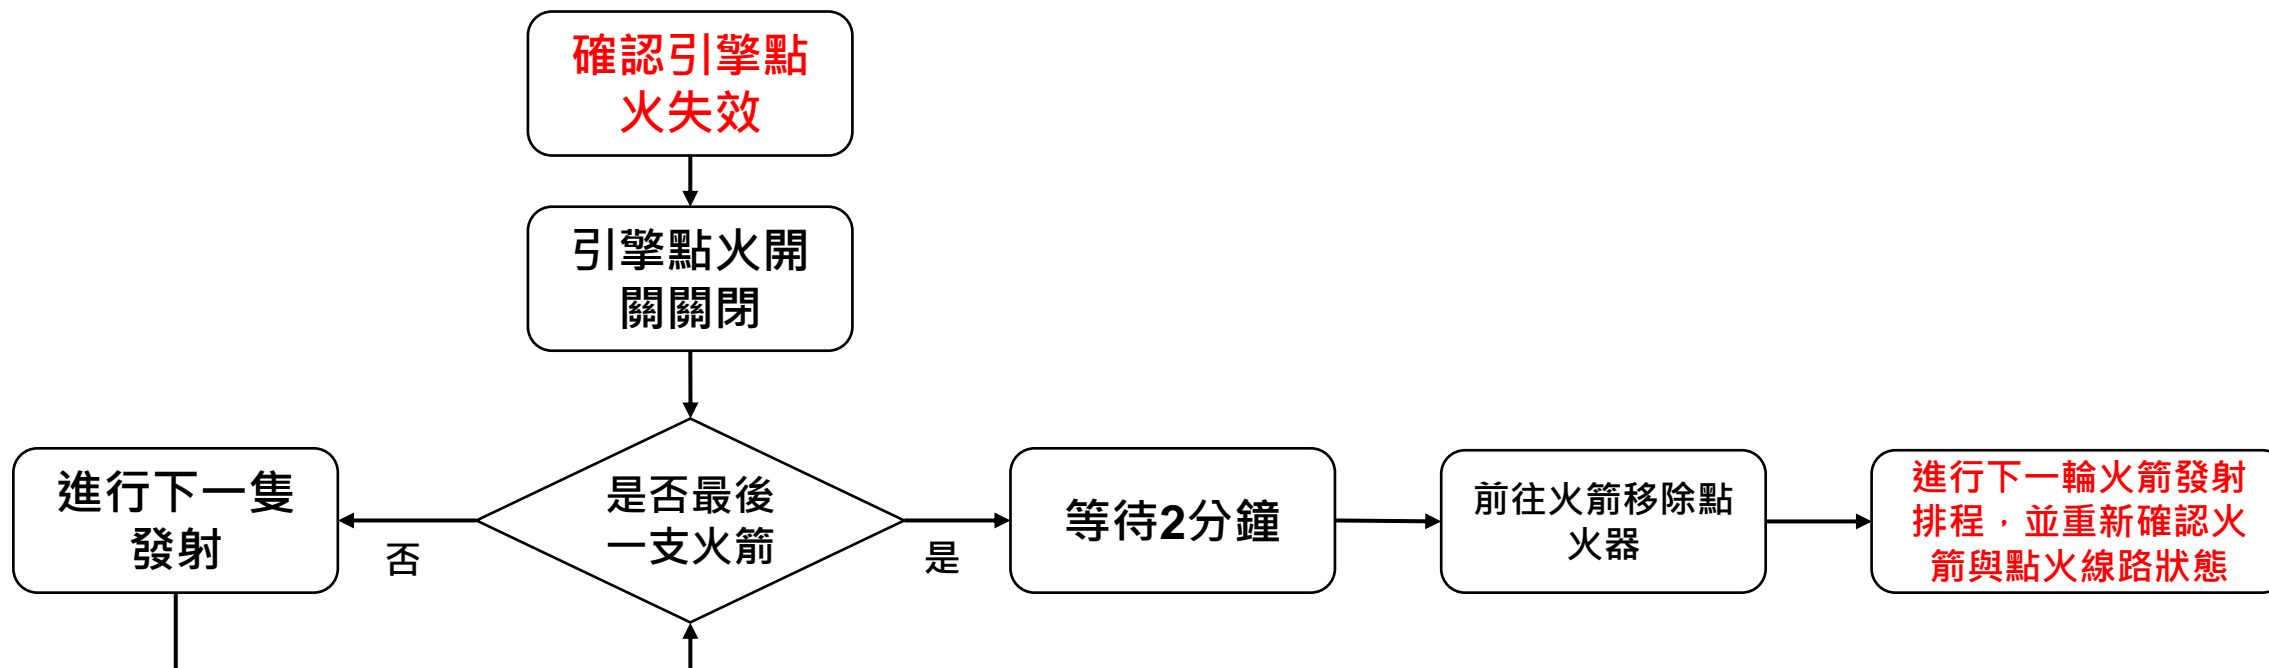 確認引擎點
火失效
引擎點火開
關關閉
進行下一隻
發射
否
是否最後
一支火箭
是
等待2分鐘
前往火箭移除點
火器
進行下一輪火箭發射
排程，並重新確認火
箭與點火線路狀態